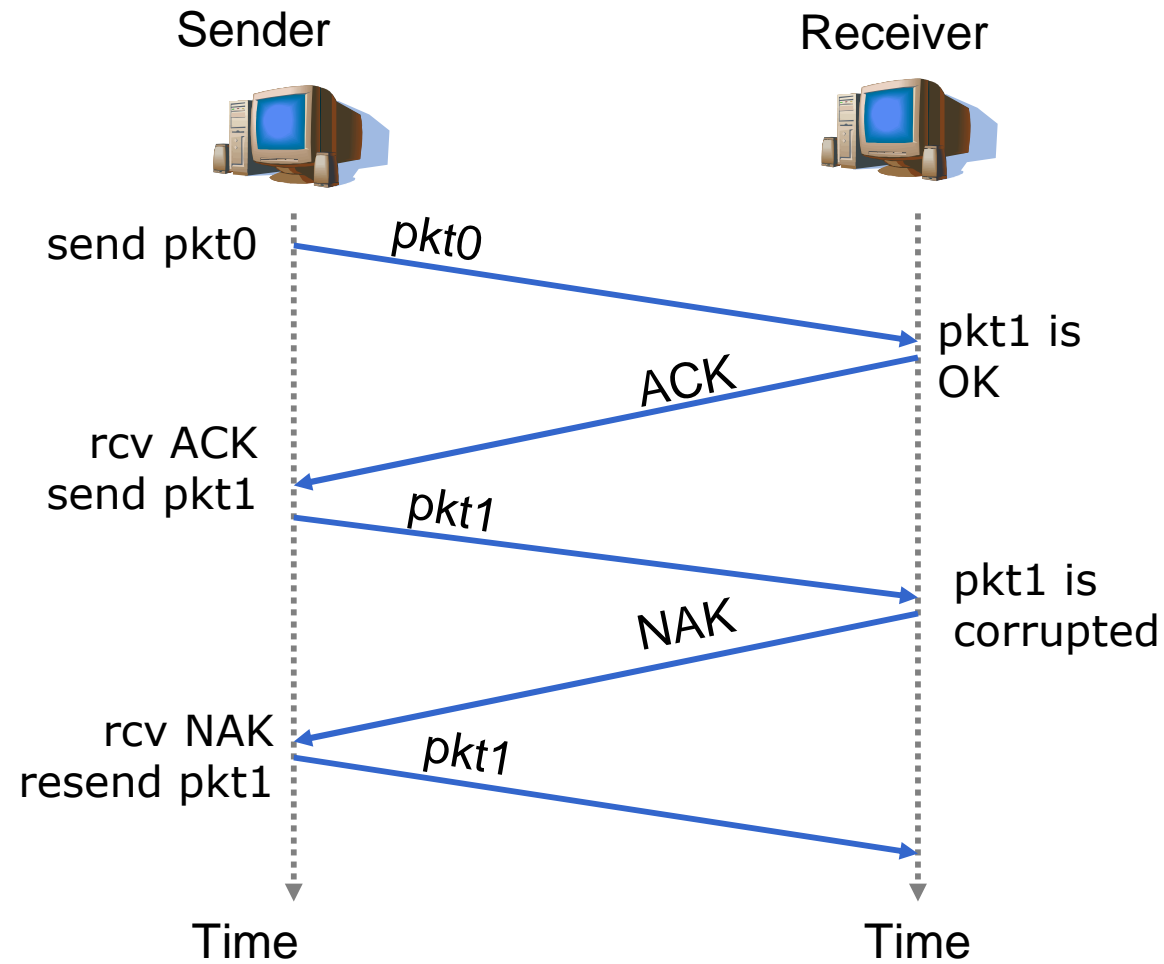 Sender
Receiver
send pkt0
pkt0
pkt1 is
OK
ACK
rcv ACK
send pkt1
pkt1
pkt1 is
corrupted
NAK
rcv NAK
resend pkt1
pkt1
Time
Time